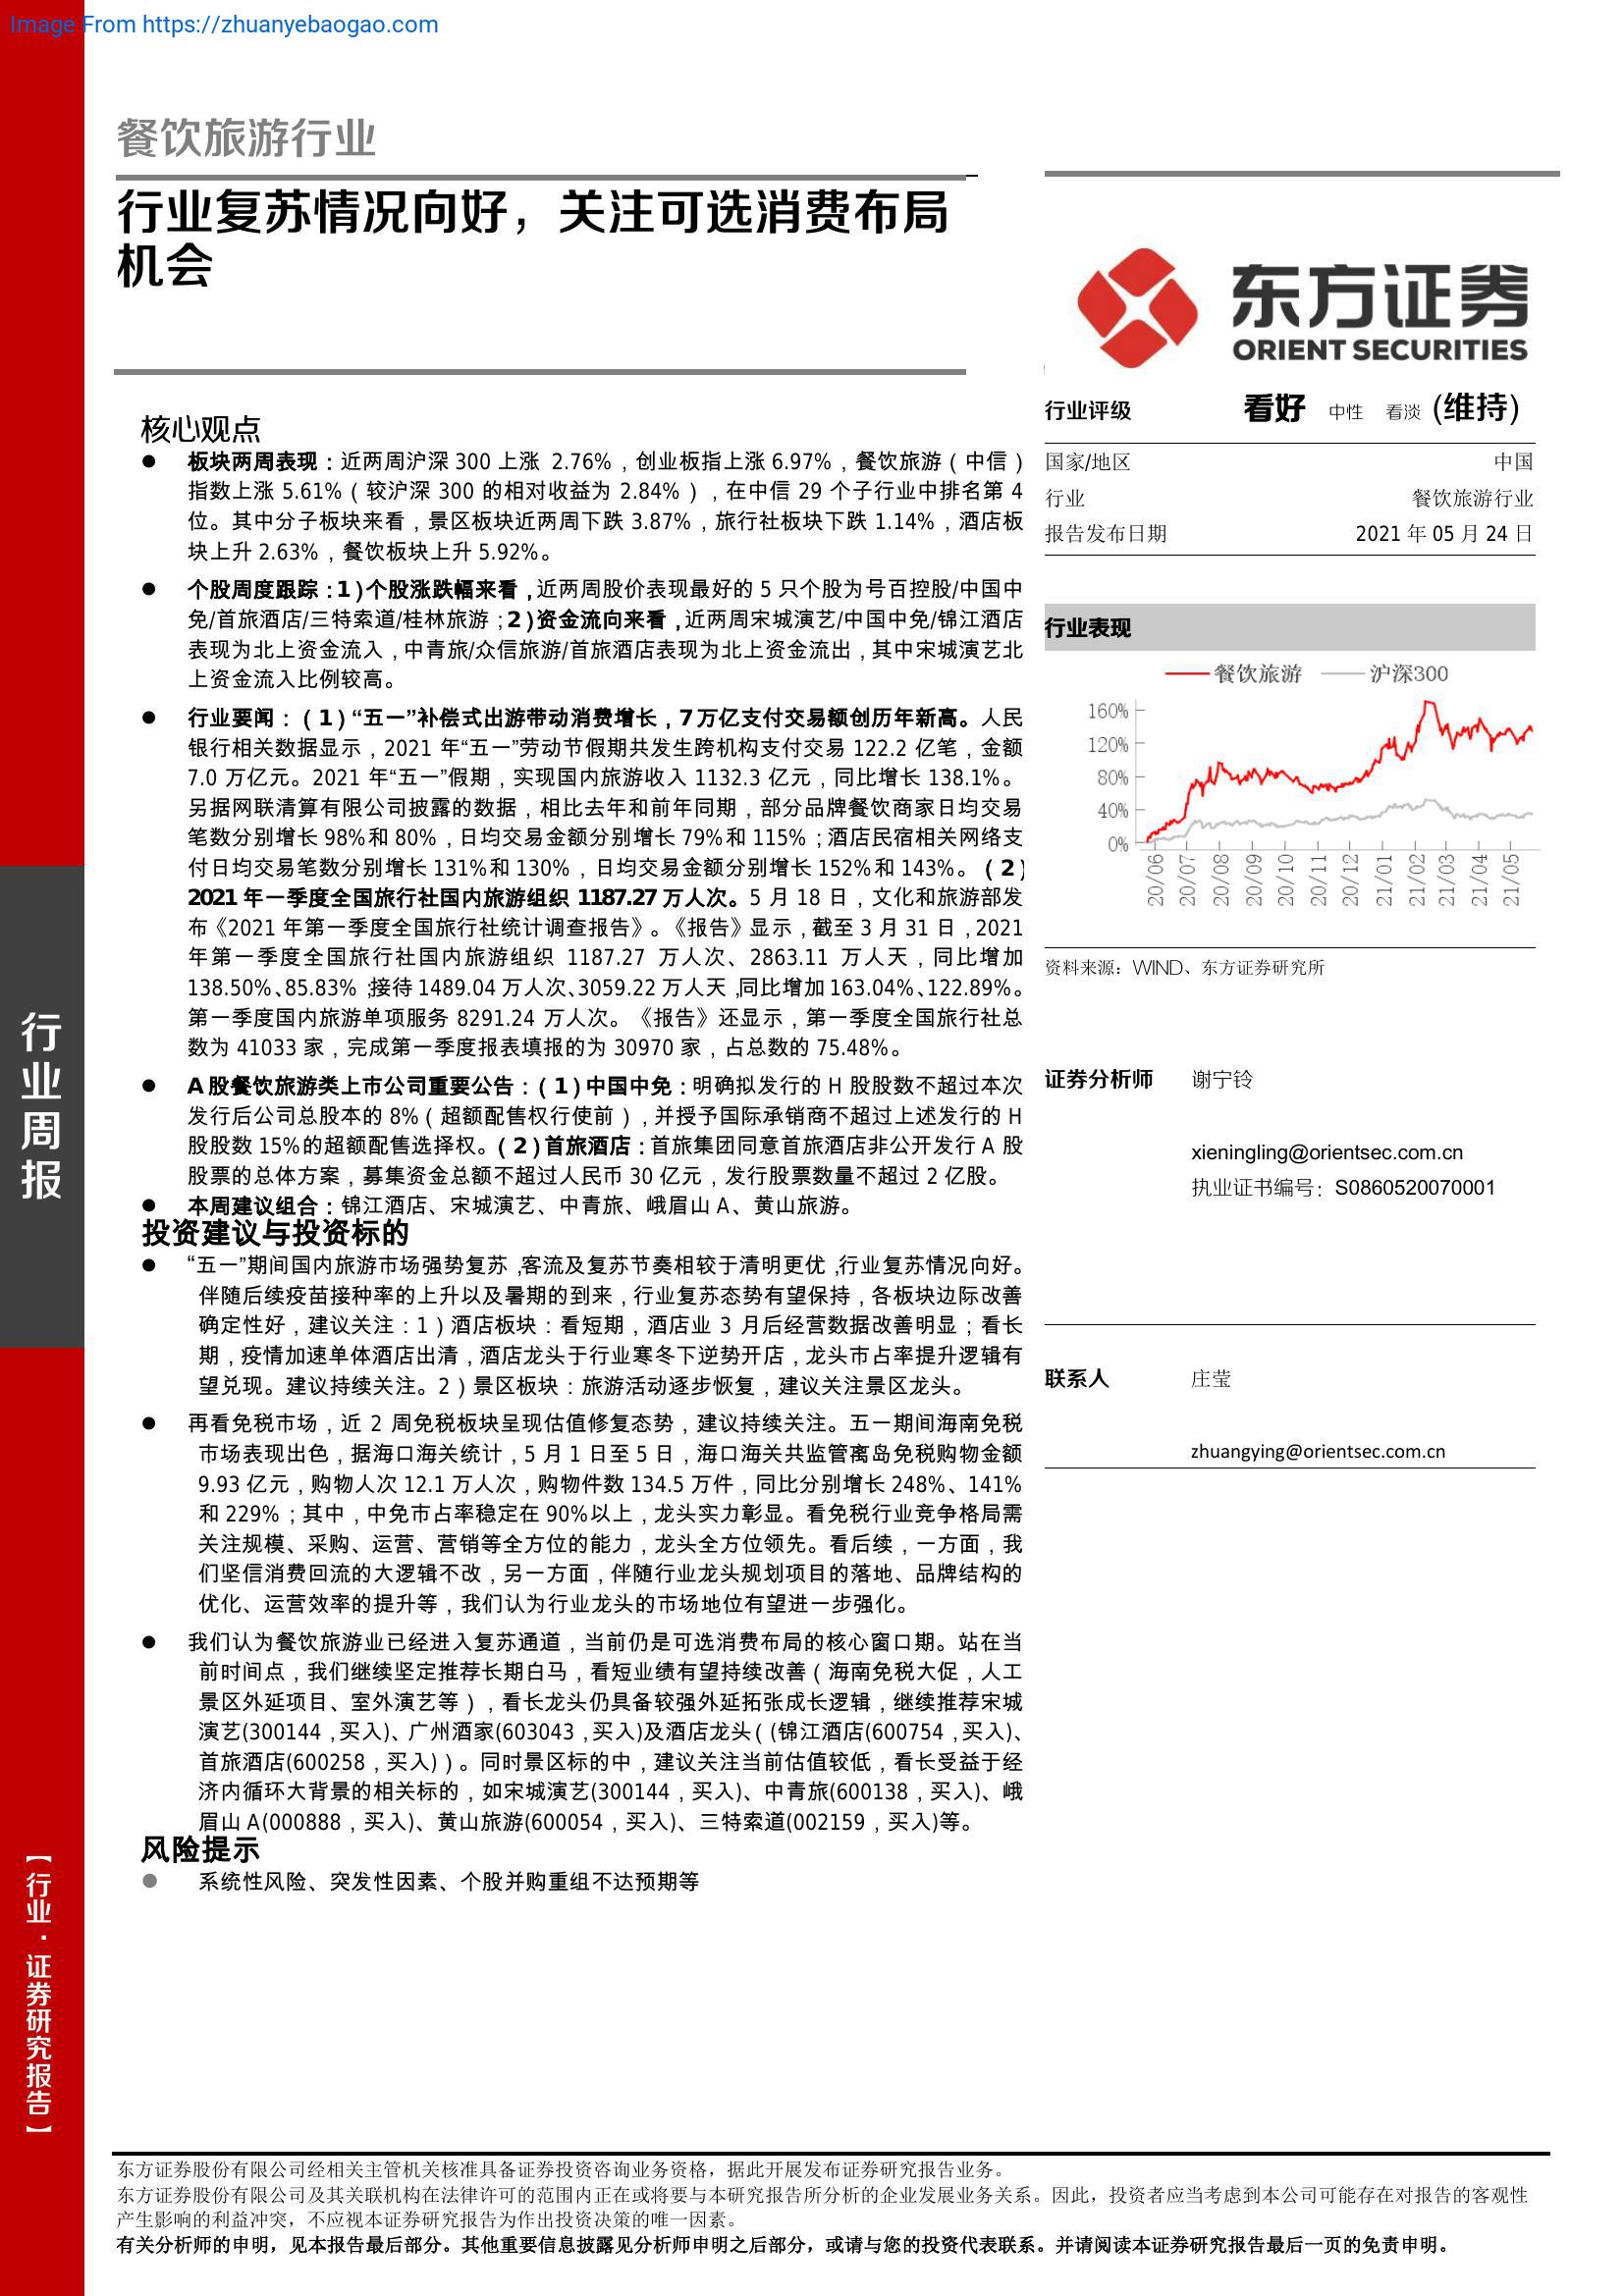 Image From https://zhuanyebaogao.com
餐饮旅游行业
行业复苏情况向好，关注可选消费布局
机会
东方证券
ORIENT SECURITIES
行业评级 看好 中性 看淡 (维持)
国家/地区 中国
行业 餐饮旅游行业
报告发布日期 2021 年 05 月 24 日
行业表现
餐饮旅游 沪深300
160%
120%
80%
40%
0%
20/06 20/07 20/08 20/09 20/10 20/11 20/12 21/01 21/02 21/03 21/04 21/05
资料来源：WIND、东方证券研究所
证券分析师 谢宁铃
xieningling@orientsec.com.cn
执业证书编号：S0860520070001
联系人 庄莹
zhuangying@orientsec.com.cn
核心观点
● 板块两周表现：近两周沪深 300 上涨 2.76%，创业板指上涨 6.97%，餐饮旅游（中信）
指数上涨 5.61%（较沪深 300 的相对收益为 2.84%），在中信 29 个子行业中排名第 4
位。其中分子板块来看，景区板块近两周下跌 3.87%，旅行社板块下跌 1.14%，酒店板
块上升 2.63%，餐饮板块上升 5.92%。
● 个股周度跟踪：1)个股涨跌幅来看，近两周股价表现最好的 5 只个股为号百控股/中国中
免/首旅酒店/三特索道/桂林旅游；2)资金流向来看，近两周宋城演艺/中国中免/锦江酒店
表现为北上资金流入，中青旅/众信旅游/首旅酒店表现为北上资金流出，其中宋城演艺北
上资金流入比例较高。
● 行业要闻：（1）“五一”补偿式出游带动消费增长，7万亿支付交易额创历年新高。人民
银行相关数据显示，2021 年“五一”劳动节假期共发生跨机构支付交易 122.2 亿笔，金额
7.0 万亿元。2021 年“五一”假期，实现国内旅游收入 1132.3 亿元，同比增长 138.1%。
另据网联清算有限公司披露的数据，相比去年和前年同期，部分品牌餐饮商家日均交易
笔数分别增长 98%和 80%，日均交易金额分别增长 79%和 115%；酒店民宿相关网络支
付日均交易笔数分别增长 131%和 130%，日均交易金额分别增长 152%和 143%。（2）
2021 年一季度全国旅行社国内旅游组织 1187.27 万人次。5 月 18 日，文化和旅游部发
布《2021 年第一季度全国旅行社统计调查报告》。《报告》显示，截至 3 月 31 日，2021
年第一季度全国旅行社国内旅游组织 1187.27 万人次、2863.11 万人天，同比增加
138.50%、85.83%；接待 1489.04 万人次、3059.22 万人天，同比增加 163.04%、122.89%。
第一季度国内旅游单项服务 8291.24 万人次。《报告》还显示，第一季度全国旅行社总
数为 41033 家，完成第一季度报表填报的为 30970 家，占总数的 75.48%。
● A股餐饮旅游类上市公司重要公告：（1）中国中免：明确拟发行的 H 股股数不超过本次
发行后公司总股本的 8%（超额配售权行使前），并授予国际承销商不超过上述发行的 H
股股数 15%的超额配售选择权。（2）首旅酒店：首旅集团同意首旅酒店非公开发行 A 股
股票的总体方案，募集资金总额不超过人民币 30 亿元，发行股票数量不超过 2 亿股。
● 本周建议组合：锦江酒店、宋城演艺、中青旅、峨眉山 A、黄山旅游。
投资建议与投资标的
● “五一”期间国内旅游市场强势复苏，客流及复苏节奏相较于清明更优，行业复苏情况向好。
伴随后续疫苗接种率的上升以及暑期的到来，行业复苏态势有望保持，各板块边际改善
确定性好，建议关注：1）酒店板块：看短期，酒店业 3 月后经营数据改善明显；看长
期，疫情加速单体酒店出清，酒店龙头于行业寒冬下逆势开店，龙头市占率提升逻辑有
望兑现。建议持续关注。2）景区板块：旅游活动逐步恢复，建议关注景区龙头。
● 再看免税市场，近 2 周免税板块呈现估值修复态势，建议持续关注。五一期间海南免税
市场表现出色，据海口海关统计，5 月 1 日至 5 日，海口海关共监管离岛免税购物金额
9.93 亿元，购物人次 12.1 万人次，购物件数 134.5 万件，同比分别增长 248%、141%
和 229%；其中，中免市占率稳定在 90%以上，龙头实力彰显。看免税行业竞争格局需
关注规模、采购、运营、营销等全方位的能力，龙头全方位领先。看后续，一方面，我
们坚信消费回流的大逻辑不改，另一方面，伴随行业龙头规划项目的落地、品牌结构的
优化、运营效率的提升等，我们认为行业龙头的市场地位有望进一步强化。
● 我们认为餐饮旅游业已经进入复苏通道，当前仍是可选消费布局的核心窗口期。站在当
前时间点，我们继续坚定推荐长期白马，看短业绩有望持续改善（海南免税大促，人工
景区外延项目、室外演艺等），看长龙头仍具备较强外延拓张成长逻辑，继续推荐宋城
演艺(300144，买入)、广州酒家(603043，买入)及酒店龙头（(锦江酒店(600754，买入)、
首旅酒店(600258，买入)）。同时景区标的中，建议关注当前估值较低，看长受益于经
济内循环大背景的相关标的，如宋城演艺(300144，买入)、中青旅(600138，买入)、峨
眉山 A(000888，买入)、黄山旅游(600054，买入)、三特索道(002159，买入)等。
风险提示
● 系统性风险、突发性因素、个股并购重组不达预期等
行业周报
【行业·证券研究报告】
东方证券股份有限公司经相关主管机关核准具备证券投资咨询业务资格，据此开展发布证券研究报告业务。
东方证券股份有限公司及其关联机构在法律许可的范围内正在或将要与本研究报告所分析的企业发展业务关系。因此，投资者应当考虑到本公司可能存在对报告的客观性
产生影响的利益冲突，不应视本证券研究报告为作出投资决策的唯一因素。
有关分析师的申明，见本报告最后部分。其他重要信息披露见分析师申明之后部分，或请与您的投资代表联系。并请阅读本证券研究报告最后一页的免责申明。